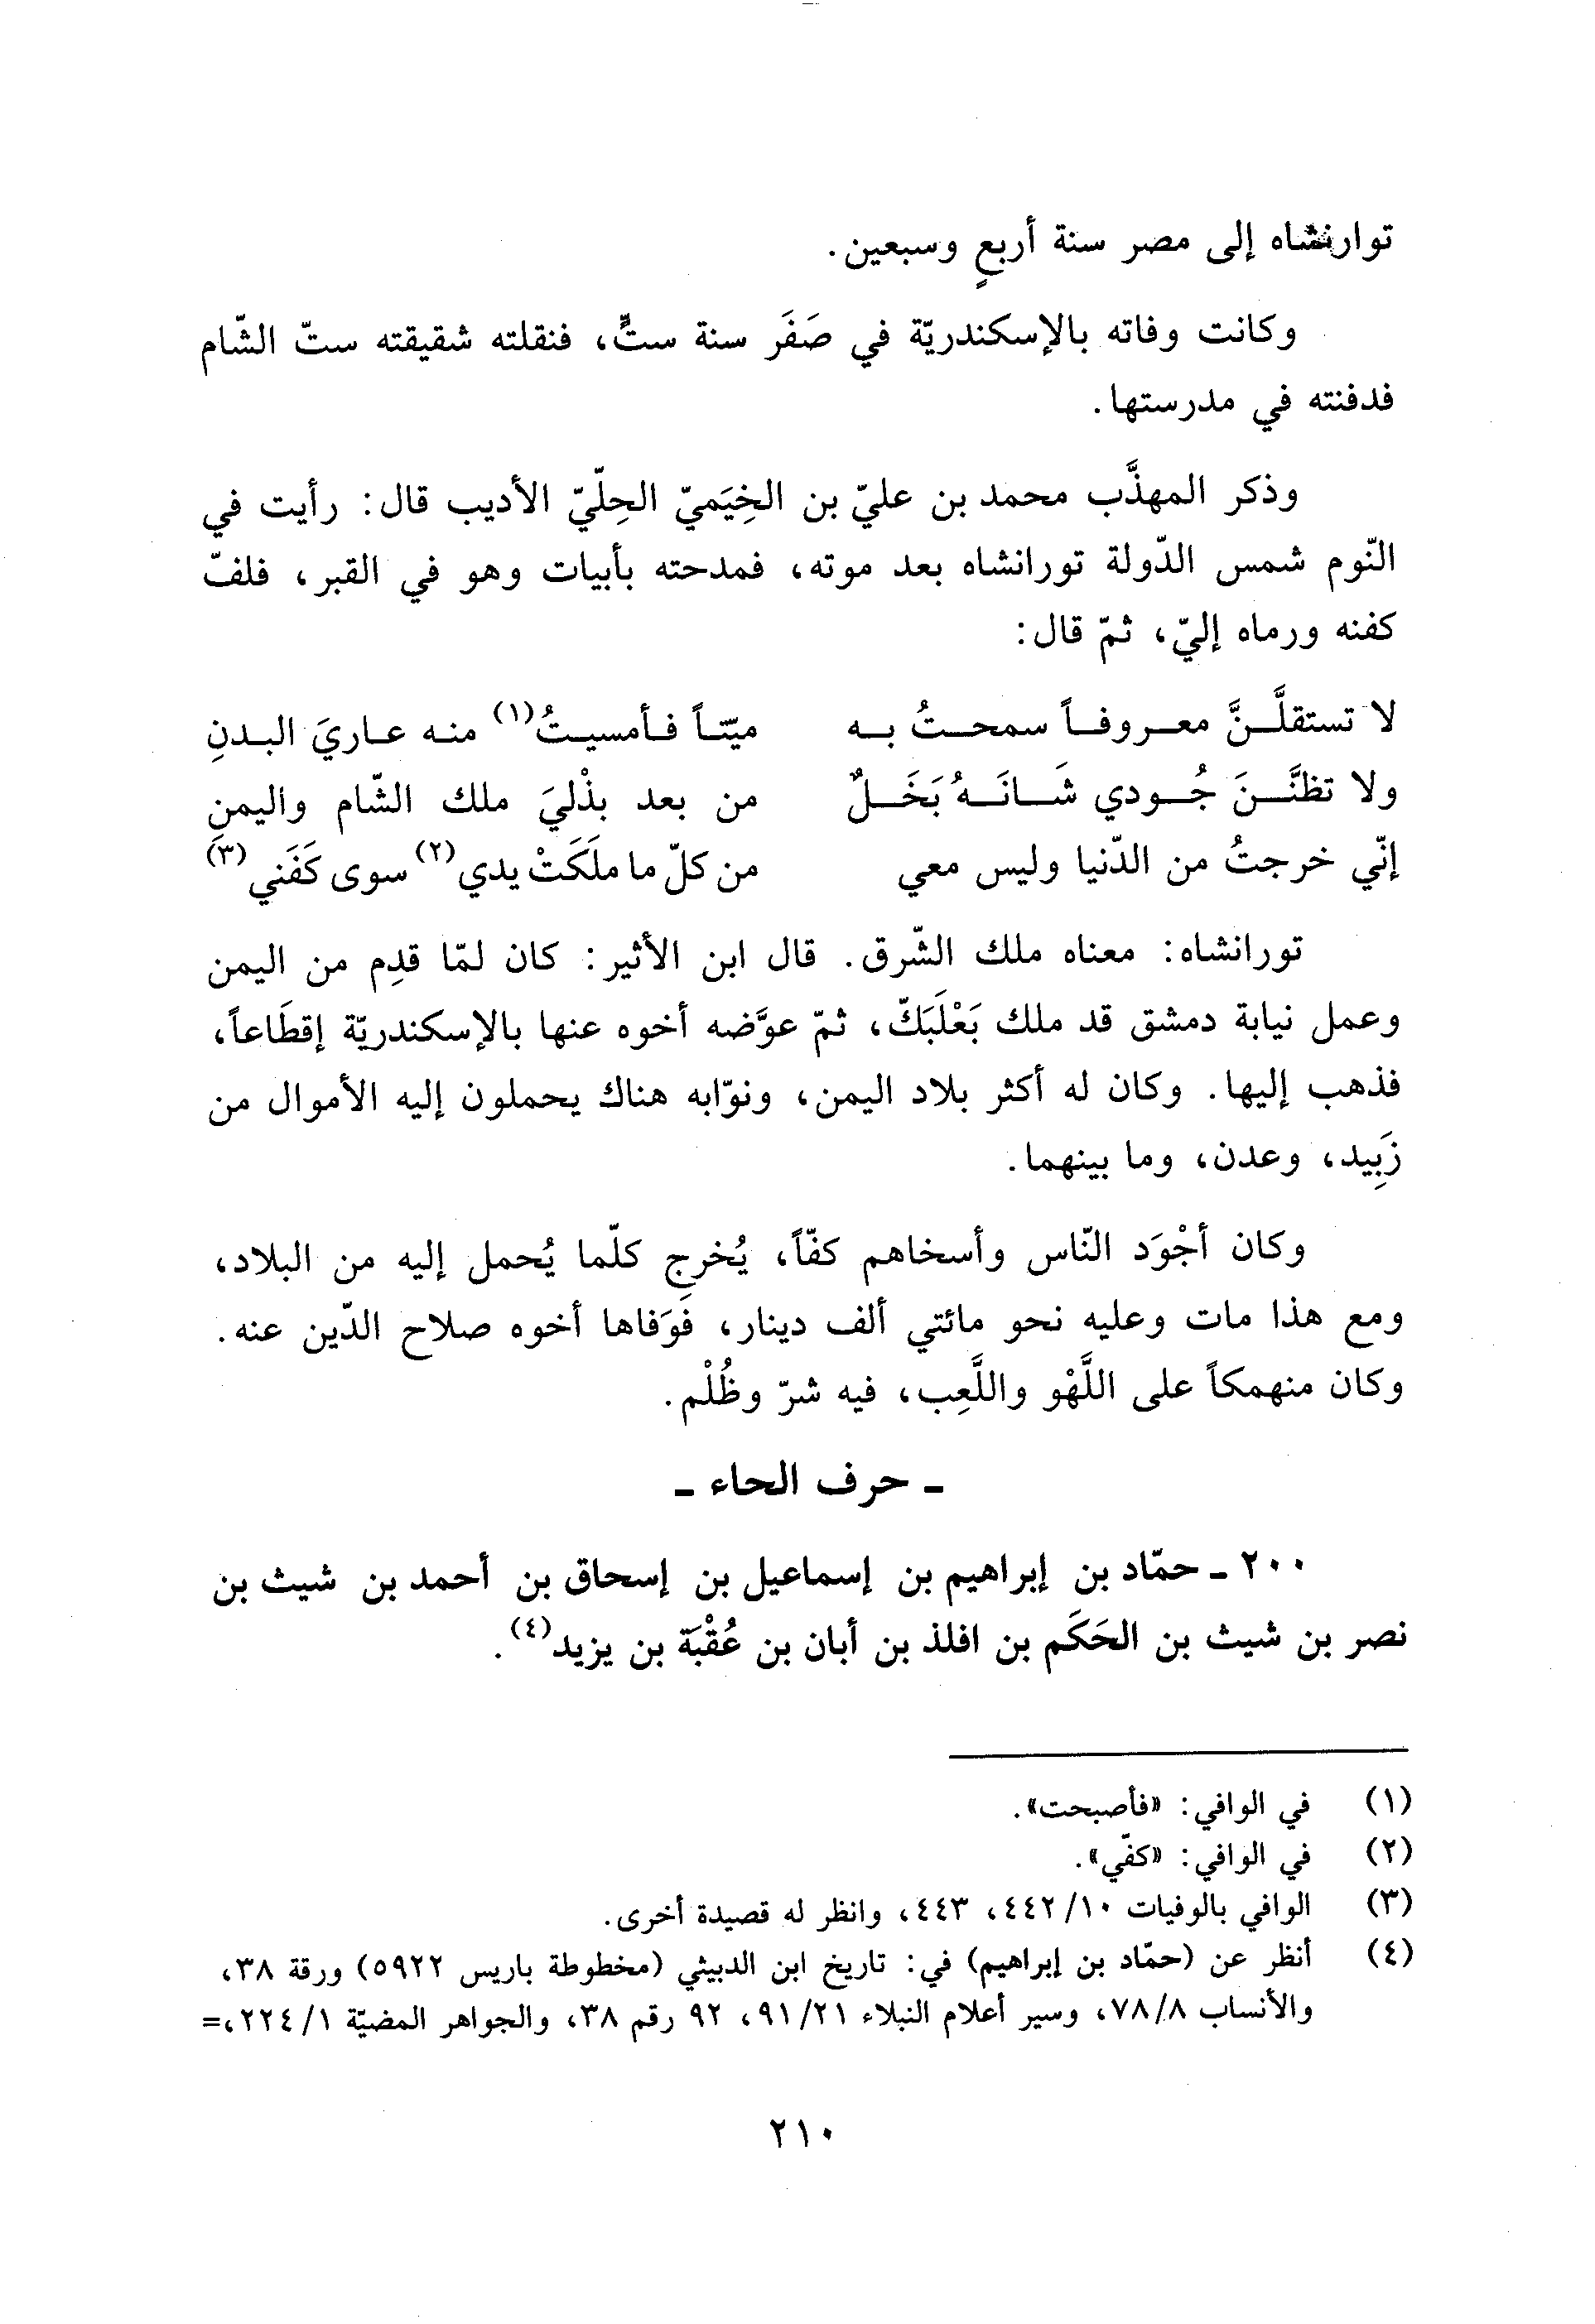 توارنشاه إلى مصر سنة أربعٍ وسبعين.
وكانت وفاته بالإسكندريّة في صَفَر سنة ستٍّ، فنقلته شقيقته ستّ الشّام
فدفنته في مدرستها.
وذكر المهذَّب محمد بن عليّ بن الخِيَميّ الحِلّيّ الأديب قال: رأيت في
النّوم شمس الدّولة تورانشاه بعد موته، فمدحته بأبيات وهو في القبر، فلفّ
كفنه ورماه إليّ، ثمّ قال:
لا تستقلَّنَّ معروفاً سمحتُ به ميّتاً فأمسيتُ(١) منه عاريَ البدنِ
ولا تظنَّنَ جُودي شَانَهُ بَخَلٌ من بعد بذْليَ ملك الشّام واليمنِ
إنّي خرجتُ من الدّنيا وليس معي من كلّ ما ملَكَتْ يدي(٢) سوى كَفَني(٣)
تورانشاه: معناه ملك الشّرق. قال ابن الأثير: كان لمّا قدِم من اليمن
وعمل نيابة دمشق قد ملك بَعْلَبَكّ، ثمّ عوَّضه أخوه عنها بالإسكندريّة إقطَاعاً،
فذهب إليها. وكان له أكثر بلاد اليمن، ونوّابه هناك يحملون إليه الأموال من
زَبِيد، وعدن، وما بينهما.
وكان أجْوَد النّاس وأسخاهم كفّاً، يُخرِج كلّما يُحمل إليه من البلاد،
ومع هذا مات وعليه نحو مائتي ألف دينار، فَوَفاها أخوه صلاح الدّين عنه.
وكان منهمكاً على اللَّهْو واللَّعِب، فيه شرّ وظُلْم.
ـ حرف الحاء ـ
٢٠٠ ـ حمّاد بن إبراهيم بن إسماعيل بن إسحاق بن أحمد بن شيث بن
نصر بن شيث بن الحَكَم بن افلذ بن أبان بن عُقْبَة بن يزيد(٤).
(١) في الوافي: «فأصبحت».
(٢) في الوافي: «كفّي».
(٣) الوافي بالوفيات ١٠/ ٤٤٢، ٤٤٣، وانظر له قصيدة أخرى.
(٤) أنظر عن (حمّاد بن إبراهيم) في: تاريخ ابن الدبيثي (مخطوطة باريس ٥٩٢٢) ورقة ٣٨،
والأنساب ٨/ ٧٨، وسير أعلام النبلاء ٢١/ ٩١، ٩٢ رقم ٣٨، والجواهر المضيّة ١/ ٢٢٤،=
٢١٠